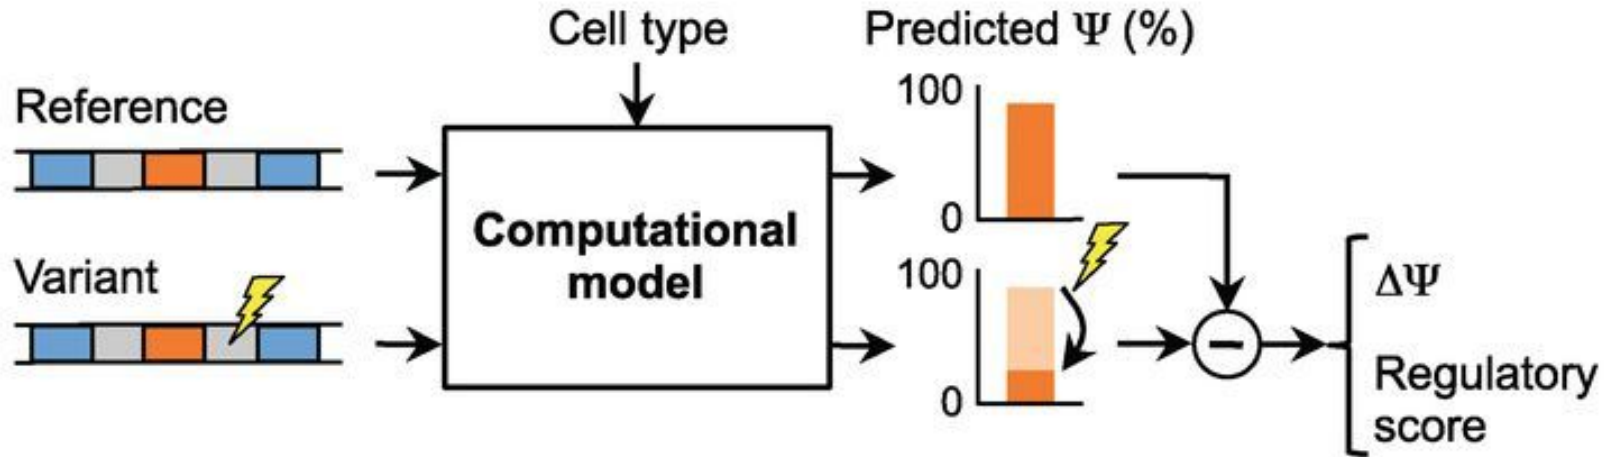 Cell type
Predicted Ψ (%)
Reference
100
0
Computational
model
Variant
100
0
−
ΔΨ
Regulatory
score